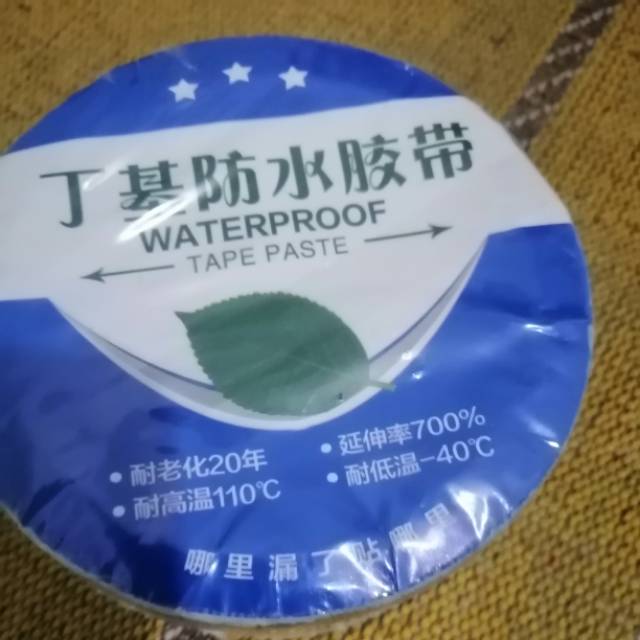 丁基防水胶带
WATERPROOF
TAPE PASTE
• 耐老化20年
• 延伸率700%
• 耐高温110℃
• 耐低温-40℃
哪里漏了贴哪里